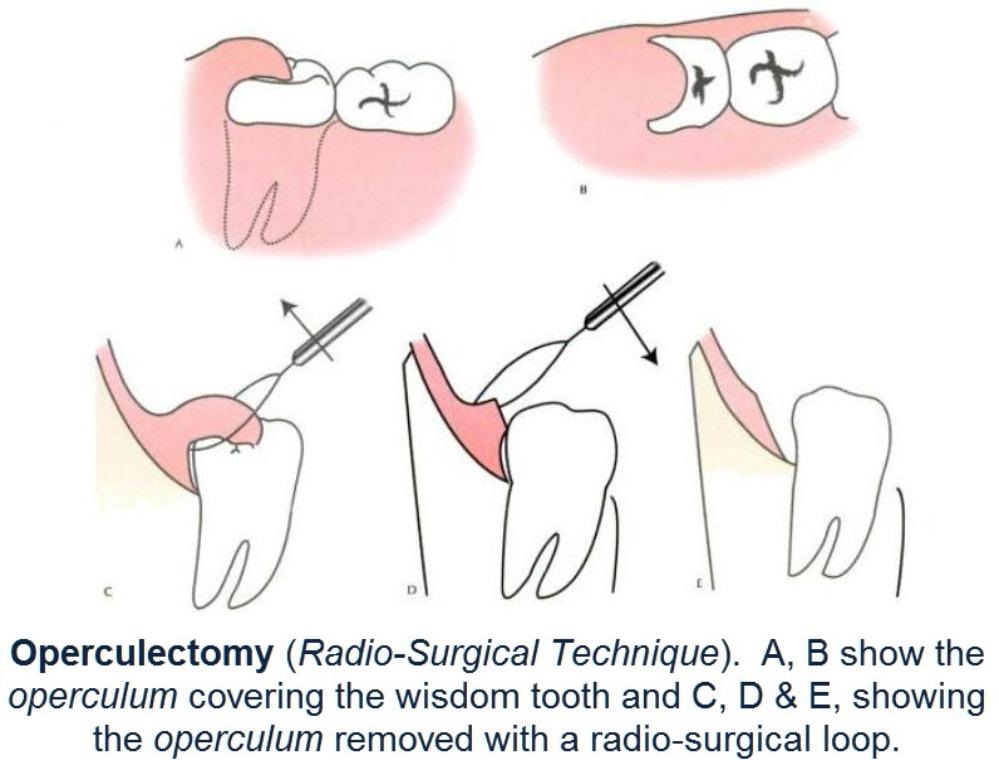 A
B
C
D
E
Operculectomy (Radio-Surgical Technique).  A, B show the
operculum covering the wisdom tooth and C, D & E, showing
the operculum removed with a radio-surgical loop.